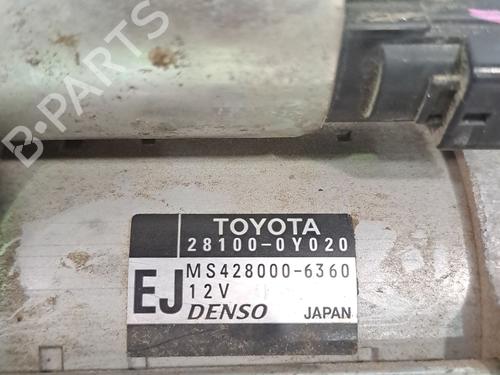 TOYOTA
28100-0Y020
EJ
MS428000-6360
12V
DENSO
JAPAN
B-PARTS